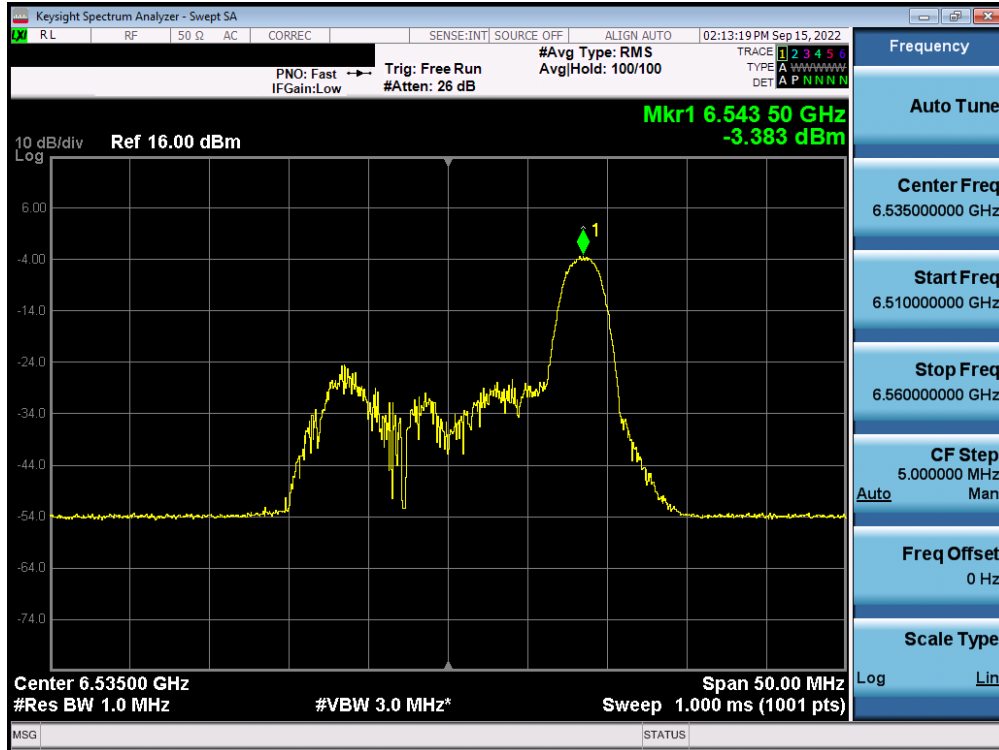 Keysight Spectrum Analyzer - Swept SA
LXI RL RF 50 Ω AC CORREC SENSE:INT SOURCE OFF ALIGN AUTO 02:13:19 PM Sep 15, 2022
PNO: Fast
IFGain:Low
Trig: Free Run
#Atten: 26 dB
#Avg Type: RMS
Avg|Hold: 100/100
TRACE 1 2 3 4 5 6
TYPE A WWWWW
DET A P N N N N
Mkr1 6.543 50 GHz
-3.383 dBm
10 dB/div Ref 16.00 dBm
Log
6.00
-4.00
-14.0
-24.0
-34.0
-44.0
-54.0
-64.0
-74.0
1
Center 6.53500 GHz Span 50.00 MHz
#Res BW 1.0 MHz #VBW 3.0 MHz* Sweep 1.000 ms (1001 pts)
MSG STATUS
Frequency
Auto Tune
Center Freq
6.535000000 GHz
Start Freq
6.510000000 GHz
Stop Freq
6.560000000 GHz
CF Step
5.000000 MHz
Auto Man
Freq Offset
0 Hz
Scale Type
Log Lin